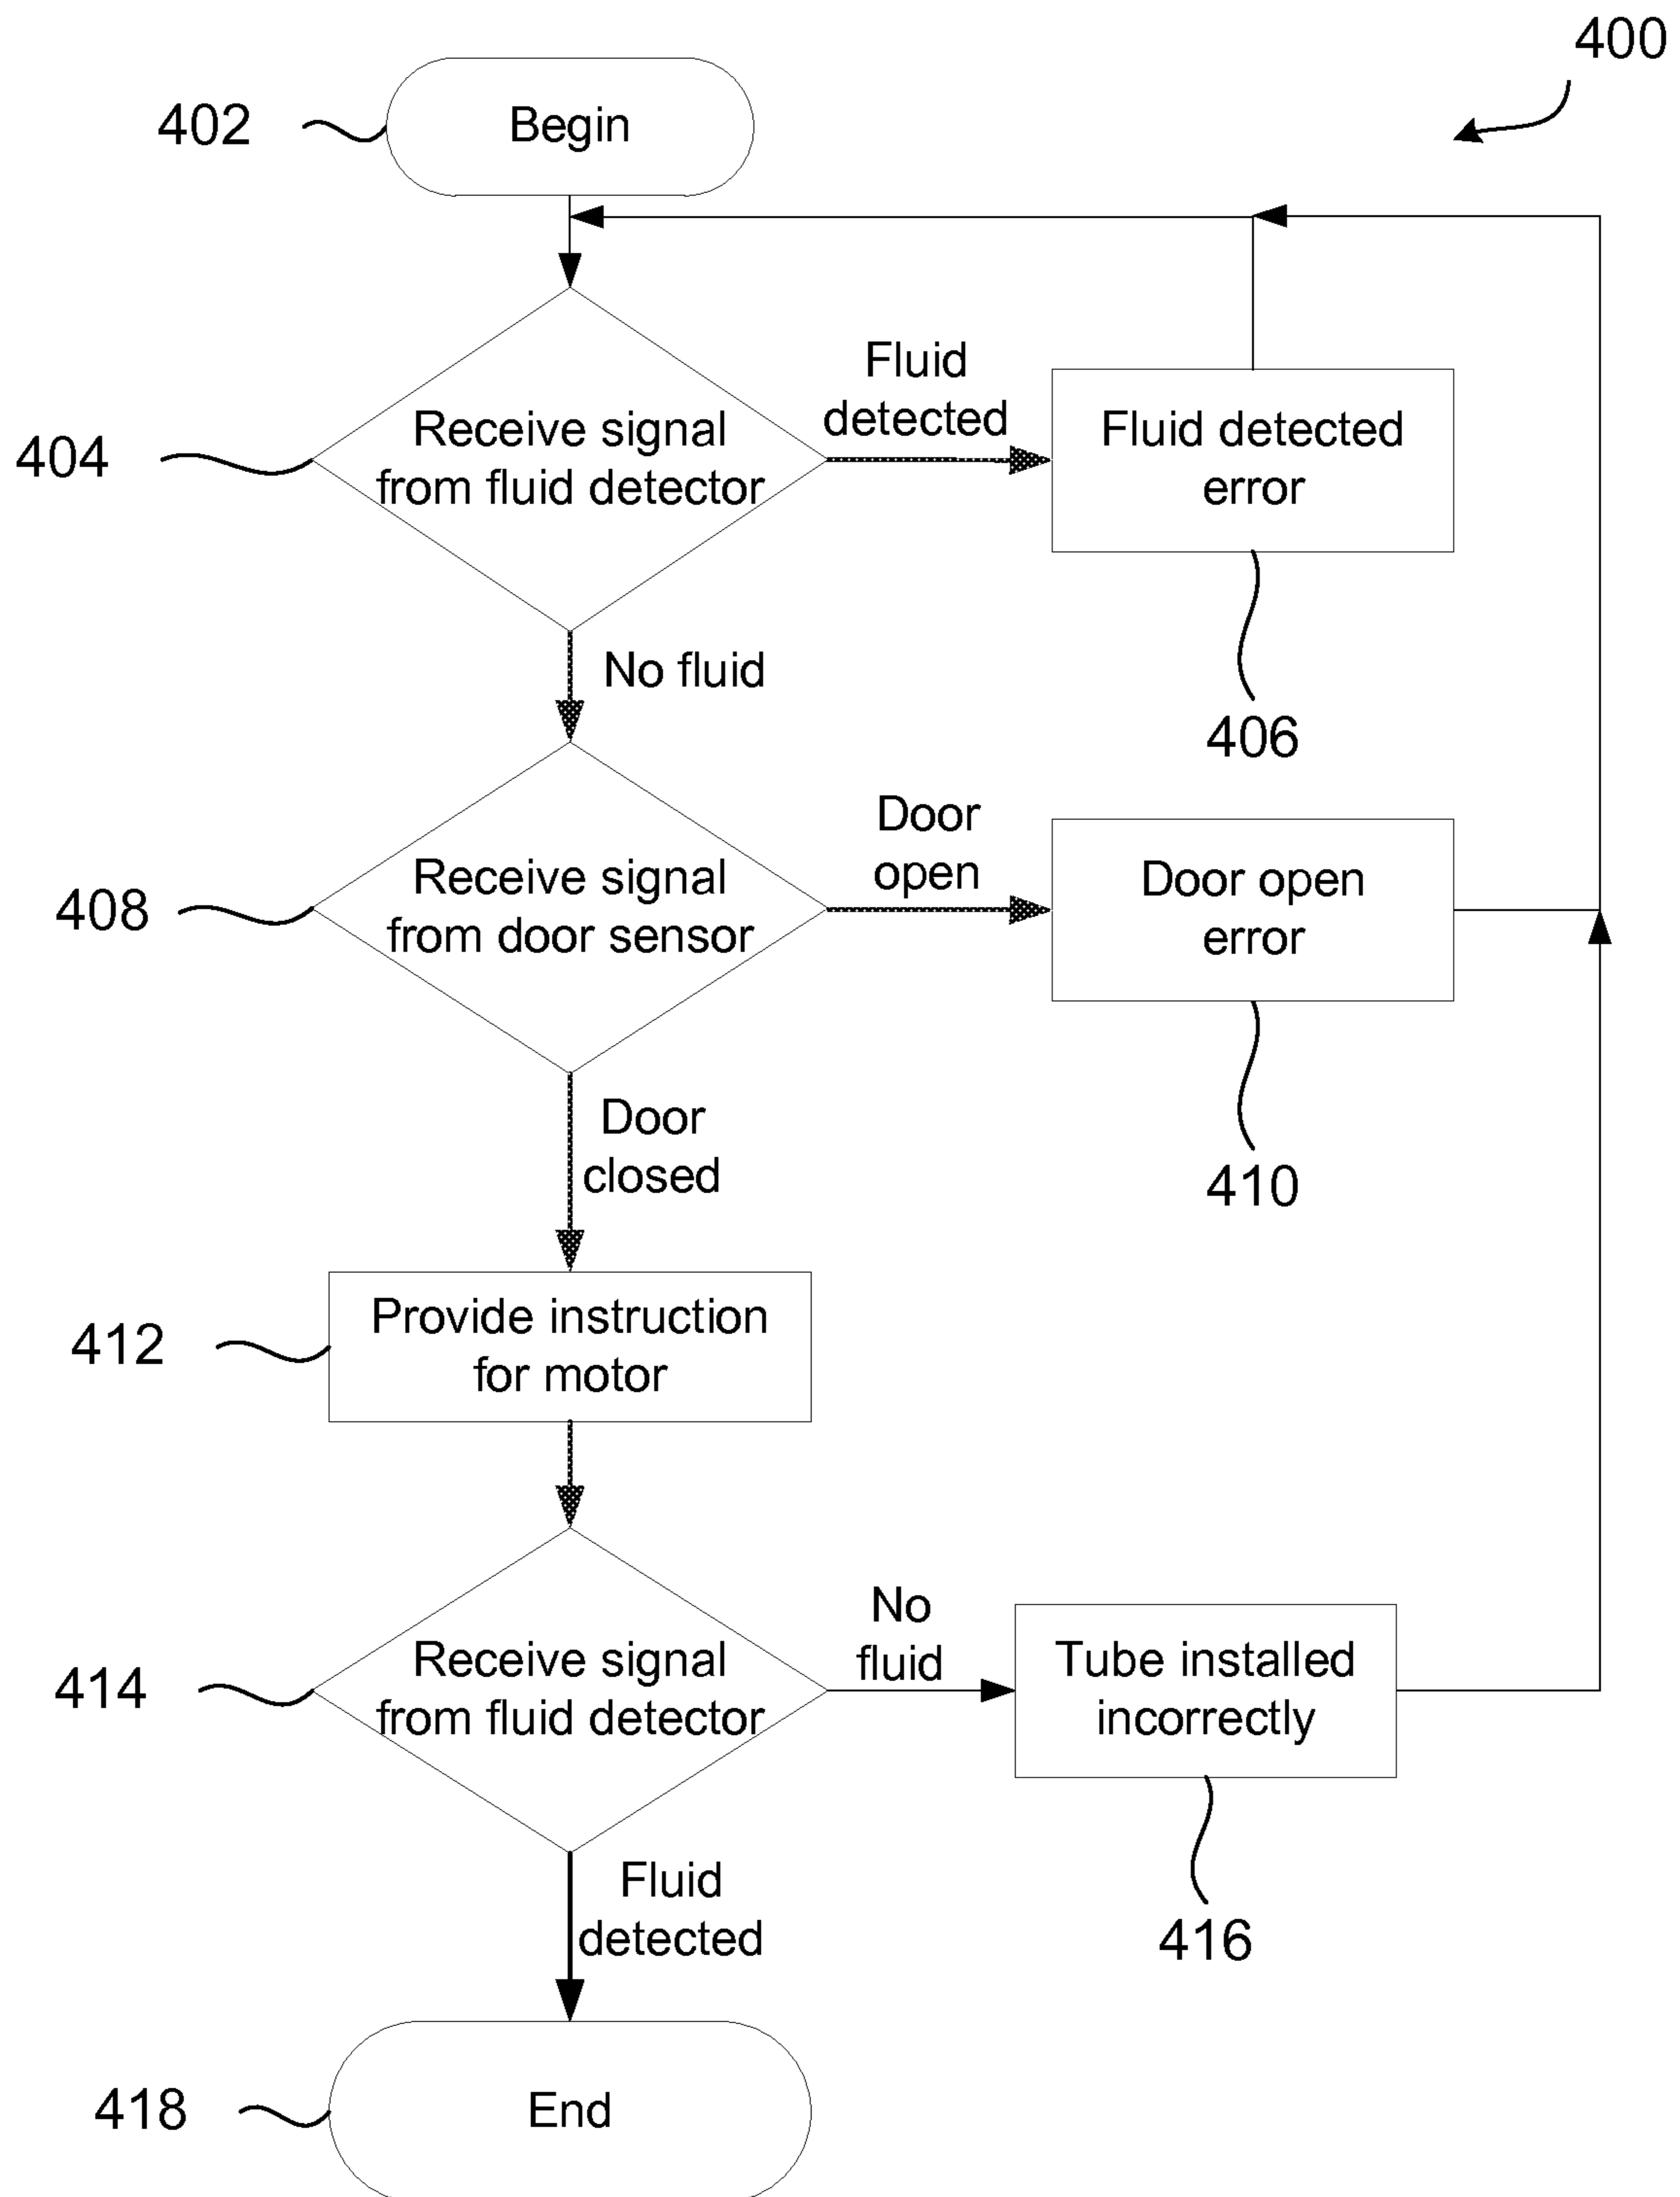 400
402
Begin
Fluid
detected
404
Receive signal
from fluid detector
Fluid detected
error
406
No fluid
Door
open
408
Receive signal
from door sensor
Door open
error
410
Door
closed
412
Provide instruction
for motor
No
fluid
414
Receive signal
from fluid detector
Tube installed
incorrectly
416
Fluid
detected
418
End